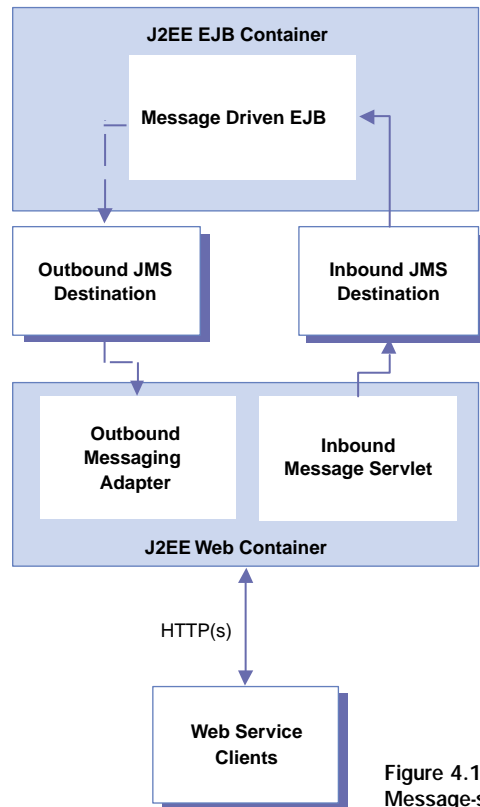 J2EE EJB Container
Message Driven EJB
Outbound JMS
Destination
Inbound JMS
Destination
Outbound
Messaging
Adapter
Inbound
Message Servlet
J2EE Web Container
HTTP(s)
Web Service
Clients
Figure 4.1